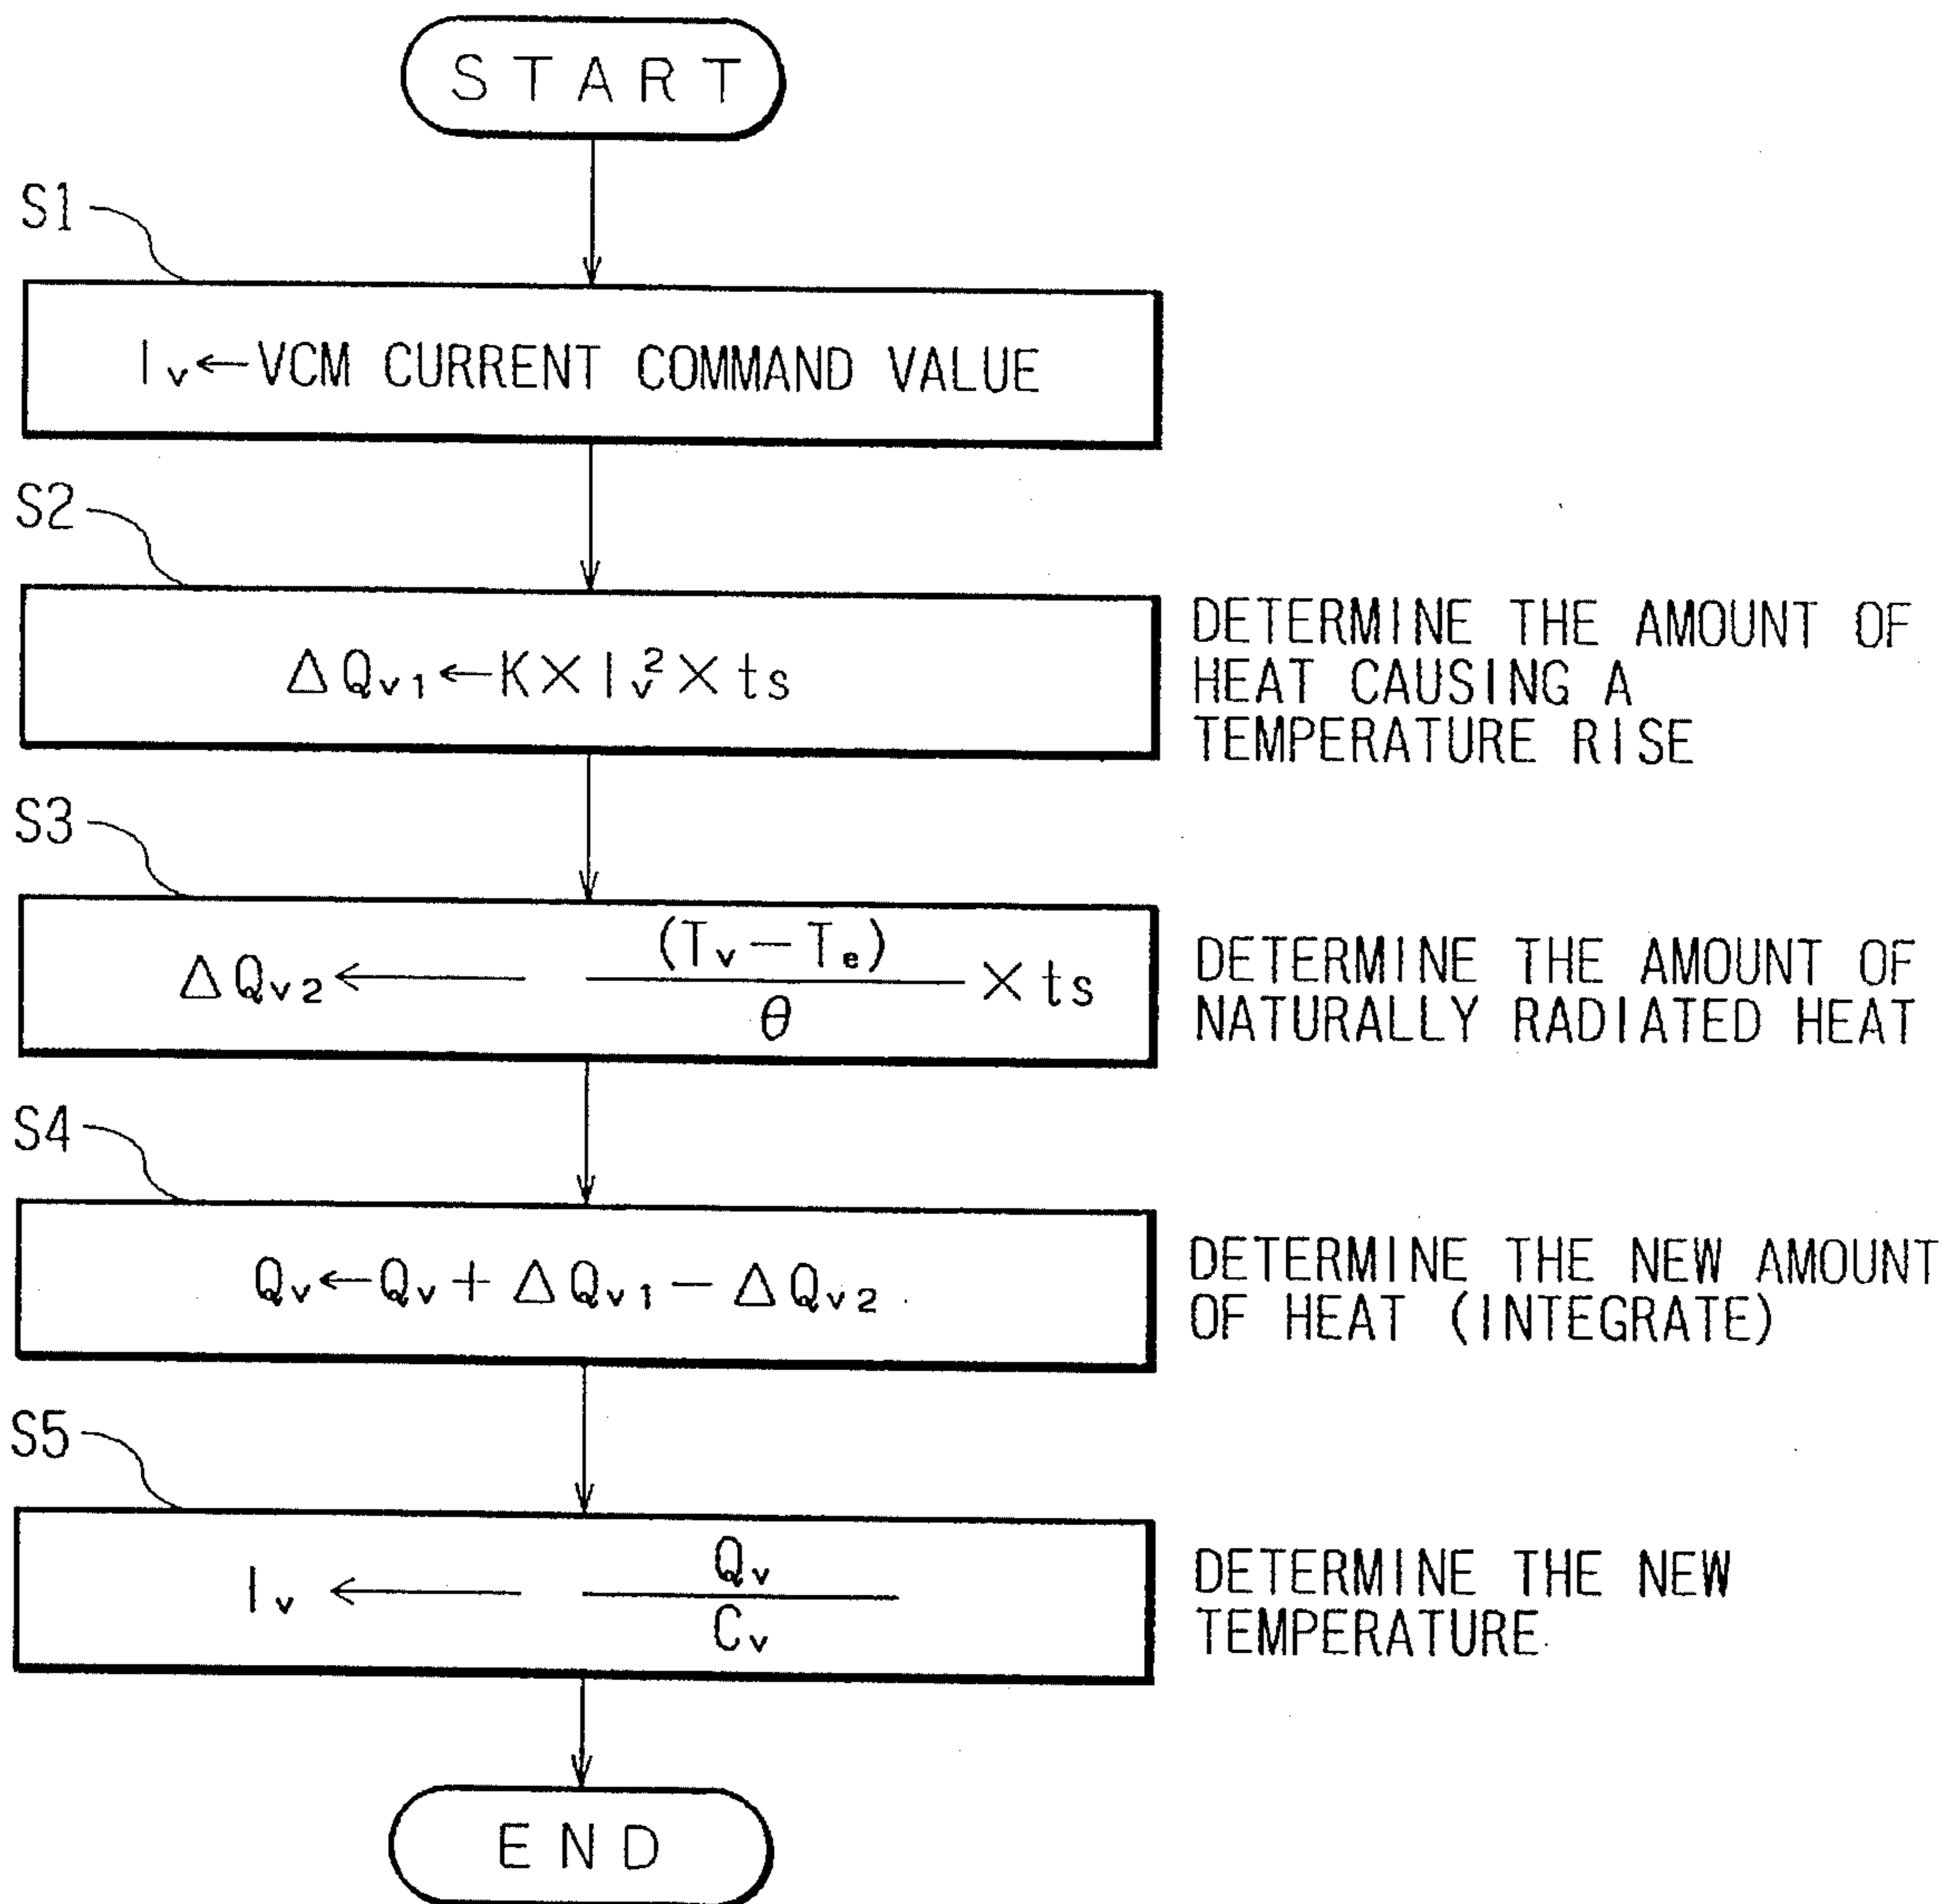 START
S1
Iv←VCM CURRENT COMMAND VALUE
S2
ΔQv1←K×Iv²×ts
DETERMINE THE AMOUNT OF
HEAT CAUSING A
TEMPERATURE RISE
S3
ΔQv2← (Tv−Te)/θ ×ts
DETERMINE THE AMOUNT OF
NATURALLY RADIATED HEAT
S4
Qv←Qv+ΔQv1−ΔQv2
DETERMINE THE NEW AMOUNT
OF HEAT (INTEGRATE)
S5
Iv← Qv/Cv
DETERMINE THE NEW
TEMPERATURE
END